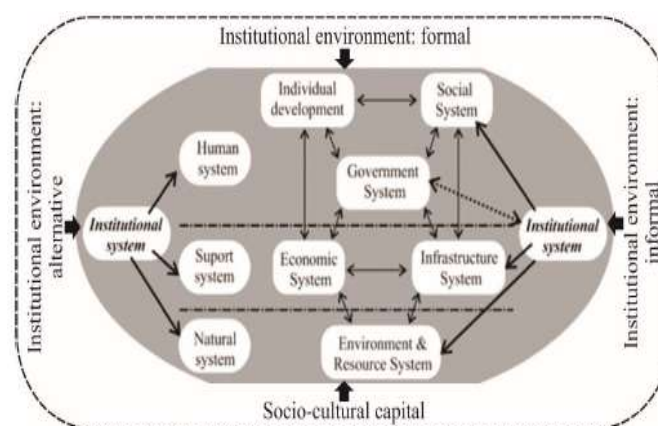 Institutional environment: formal
Institutional environment:
alternative
Individual
development
Social
System
Human
system
Government
System
Institutional
system
Institutional
system
Institutional environment:
informal
Suport
system
Economic
System
Infrastructure
System
Natural
system
Environment &
Resource System
Socio-cultural capital